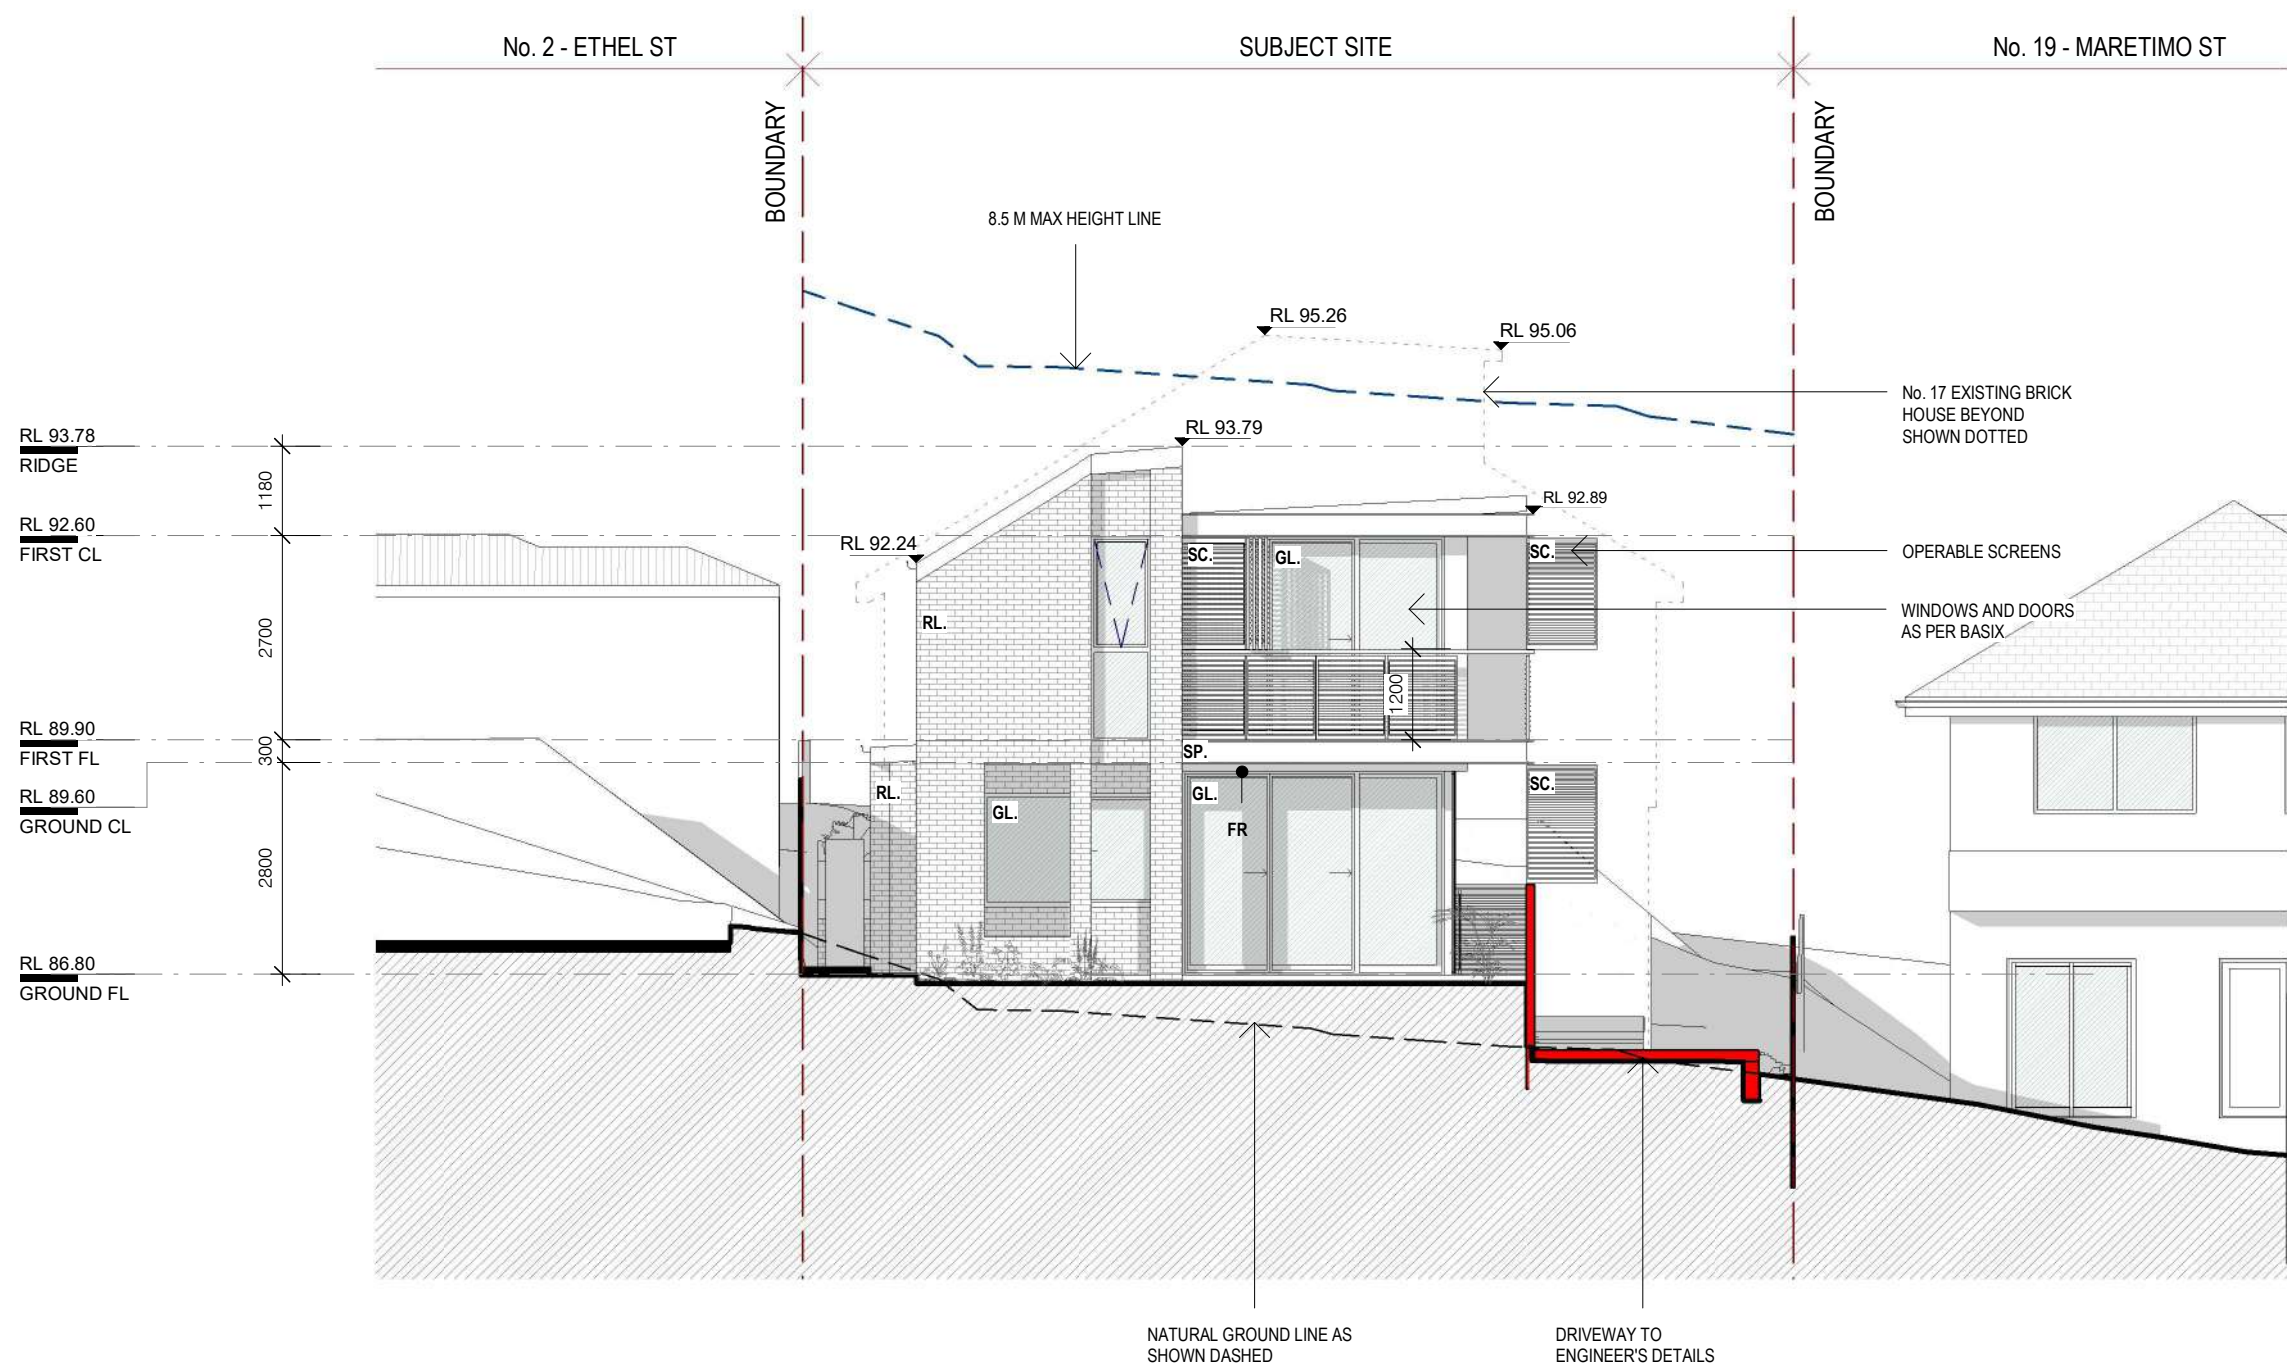 No. 2 - ETHEL ST
SUBJECT SITE
No. 19 - MARETIMO ST
BOUNDARY
BOUNDARY
8.5 M MAX HEIGHT LINE
RL 95.26
RL 95.06
No. 17 EXISTING BRICK
HOUSE BEYOND
SHOWN DOTTED
RL 93.78
RIDGE
RL 93.79
1180
RL 92.89
RL 92.60
FIRST CL
RL 92.24
SC.
GL.
SC.
OPERABLE SCREENS
2700
RL.
WINDOWS AND DOORS
AS PER BASIX
1200
RL 89.90
FIRST FL
300
SP.
RL 89.60
GROUND CL
RL.
GL.
GL.
FR
SC.
2800
RL 86.80
GROUND FL
NATURAL GROUND LINE AS
SHOWN DASHED
DRIVEWAY TO
ENGINEER'S DETAILS